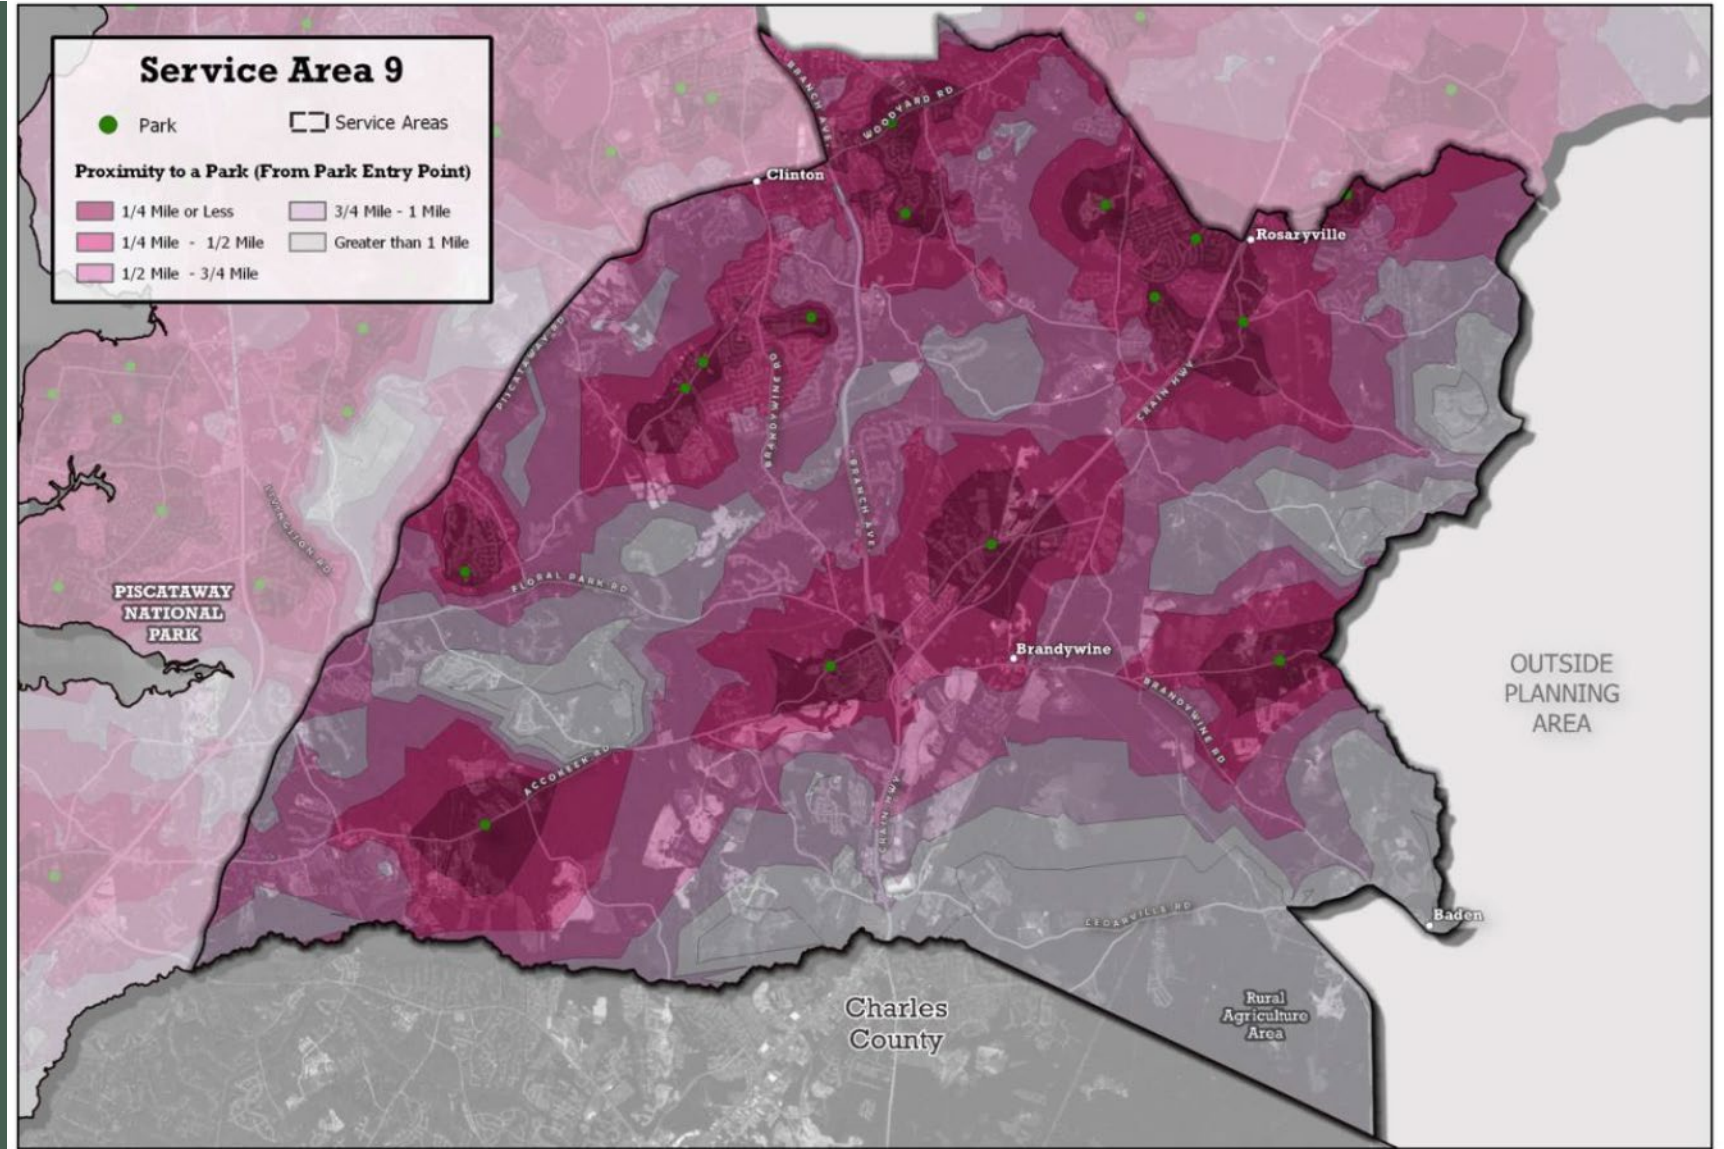 Service Area 9
Park
Service Areas
Proximity to a Park (From Park Entry Point)
1/4 Mile or Less
3/4 Mile - 1 Mile
1/4 Mile - 1/2 Mile
Greater than 1 Mile
1/2 Mile - 3/4 Mile
BRANCH AVE
WOODYARD RD
Clinton
Rosaryville
PISCATAWAY RD
BRANDYWINE RD
CRAIN HWY
BRANCH AVE
LIVINGSTON RD
FLORAL PARK RD
PISCATAWAY
NATIONAL
PARK
Brandywine
OUTSIDE
PLANNING
AREA
BRANDYWINE RD
ACCOKEEK RD
CRAIN HWY
CEDARVILLE RD
Baden
Charles
County
Rural
Agriculture
Area